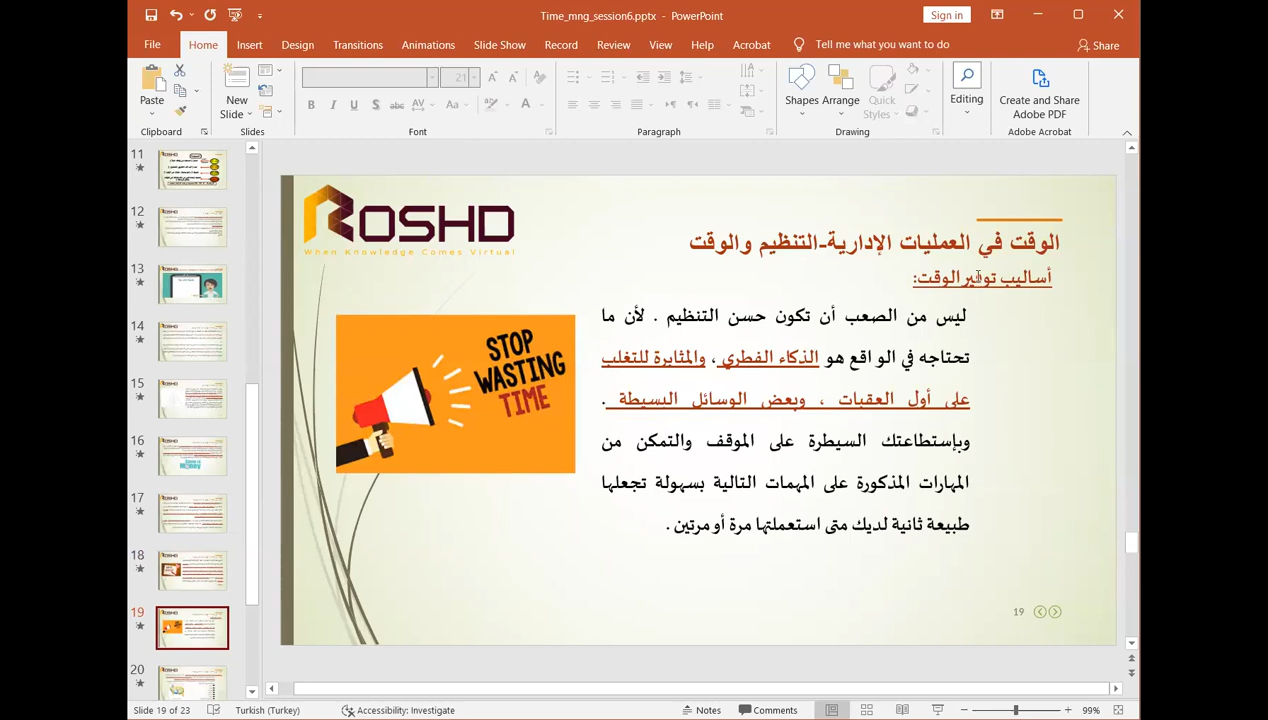 Time_mng_session6.pptx - PowerPoint
Sign in
File Home Insert Design Transitions Animations Slide Show Record Review View Help Acrobat Tell me what you want to do Share
Paste
New Slide
21
Shapes Arrange Quick Styles
Editing
Create and Share Adobe PDF
Clipboard Slides Font Paragraph Drawing Adobe Acrobat
11
12
13
14
15
16
17
18
19
20
ROSHD
When Knowledge Comes Virtual
الوقت في العمليات الإدارية-التنظيم والوقت
أساليب توفير الوقت:
ليس من الصعب أن تكون حسن التنظيم . لأن ما
تحتاجه في الواقع هو الذكاء الفطري ، والمثابرة للتغلب
على أول العقبات ، وبعض الوسائل البسيطة .
وبإستطاعتك السيطرة على الموقف والتمكن من
المهارات المذكورة على المهمات التالية بسهولة تجعلها
طبيعة ثانية لديك متى استعملتها مرة أو مرتين .
STOP
WASTING
TIME
19
Slide 19 of 23 Turkish (Turkey) Accessibility: Investigate Notes Comments 99%